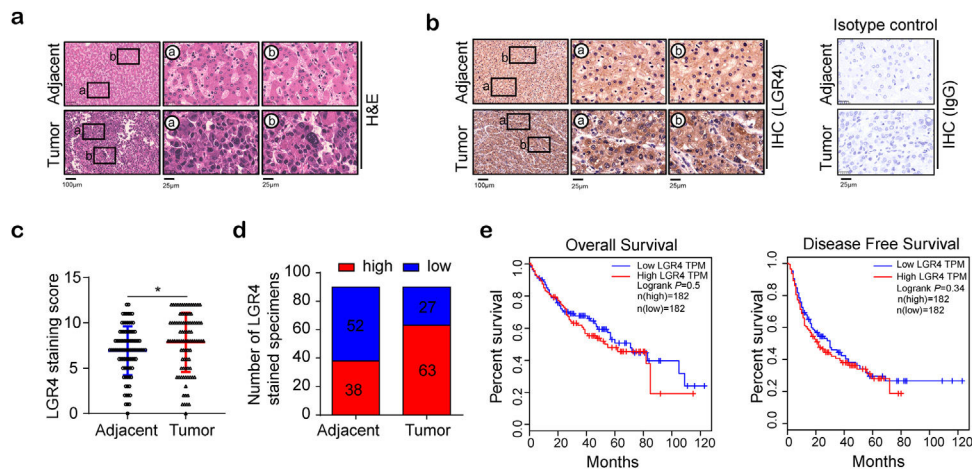 a
Adjacent
Tumor
b
a
a
b
a
b
a
b
H&E
100μm
25μm
25μm
b
Adjacent
Tumor
b
a
a
b
a
b
a
b
IHC (LGR4)
100μm
25μm
25μm
Isotype control
Adjacent
Tumor
IHC (IgG)
25μm
c
LGR4 staining score
15
10
5
0
*
Adjacent
Tumor
d
high
low
Number of LGR4
stained specimens
100
80
60
40
20
0
52
38
27
63
Adjacent
Tumor
e
Overall Survival
Low LGR4 TPM
High LGR4 TPM
Logrank P=0.5
n(high)=182
n(low)=182
Percent survival
1.0
0.8
0.6
0.4
0.2
0.0
0 20 40 60 80 100 120
Months
Disease Free Survival
Low LGR4 TPM
High LGR4 TPM
Logrank P=0.34
n(high)=182
n(low)=182
Percent survival
1.0
0.8
0.6
0.4
0.2
0.0
0 20 40 60 80 100 120
Months